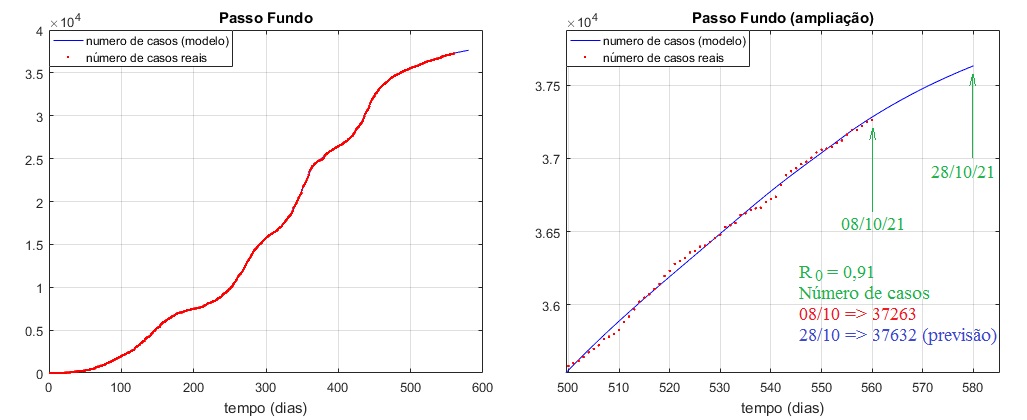 Passo Fundo
× 10^4
numero de casos (modelo)
número de casos reais
4
3.5
3
2.5
2
1.5
1
0.5
0
0 100 200 300 400 500 600
tempo (dias)
Passo Fundo (ampliação)
× 10^4
numero de casos (modelo)
número de casos reais
3.75
3.7
3.65
3.6
28/10/21
08/10/21
R 0 = 0,91
Número de casos
08/10 => 37263
28/10 => 37632 (previsão)
500 510 520 530 540 550 560 570 580
tempo (dias)